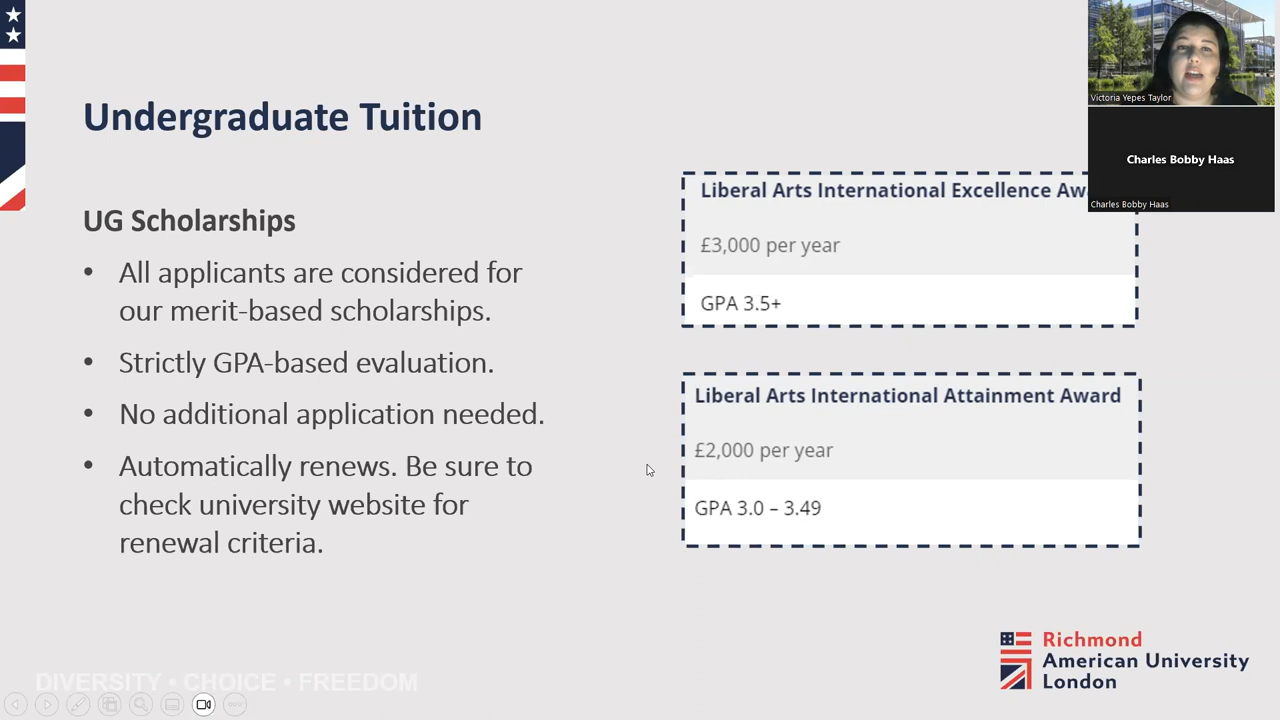 Undergraduate Tuition
UG Scholarships
• All applicants are considered for
our merit-based scholarships.
• Strictly GPA-based evaluation.
• No additional application needed.
• Automatically renews. Be sure to
check university website for
renewal criteria.
Liberal Arts International Excellence Aw
£3,000 per year
GPA 3.5+
Liberal Arts International Attainment Award
£2,000 per year
GPA 3.0 – 3.49
Victoria Yepes Taylor
Charles Bobby Haas
Charles Bobby Haas
DIVERSITY • CHOICE • FREEDOM
Richmond
American University
London